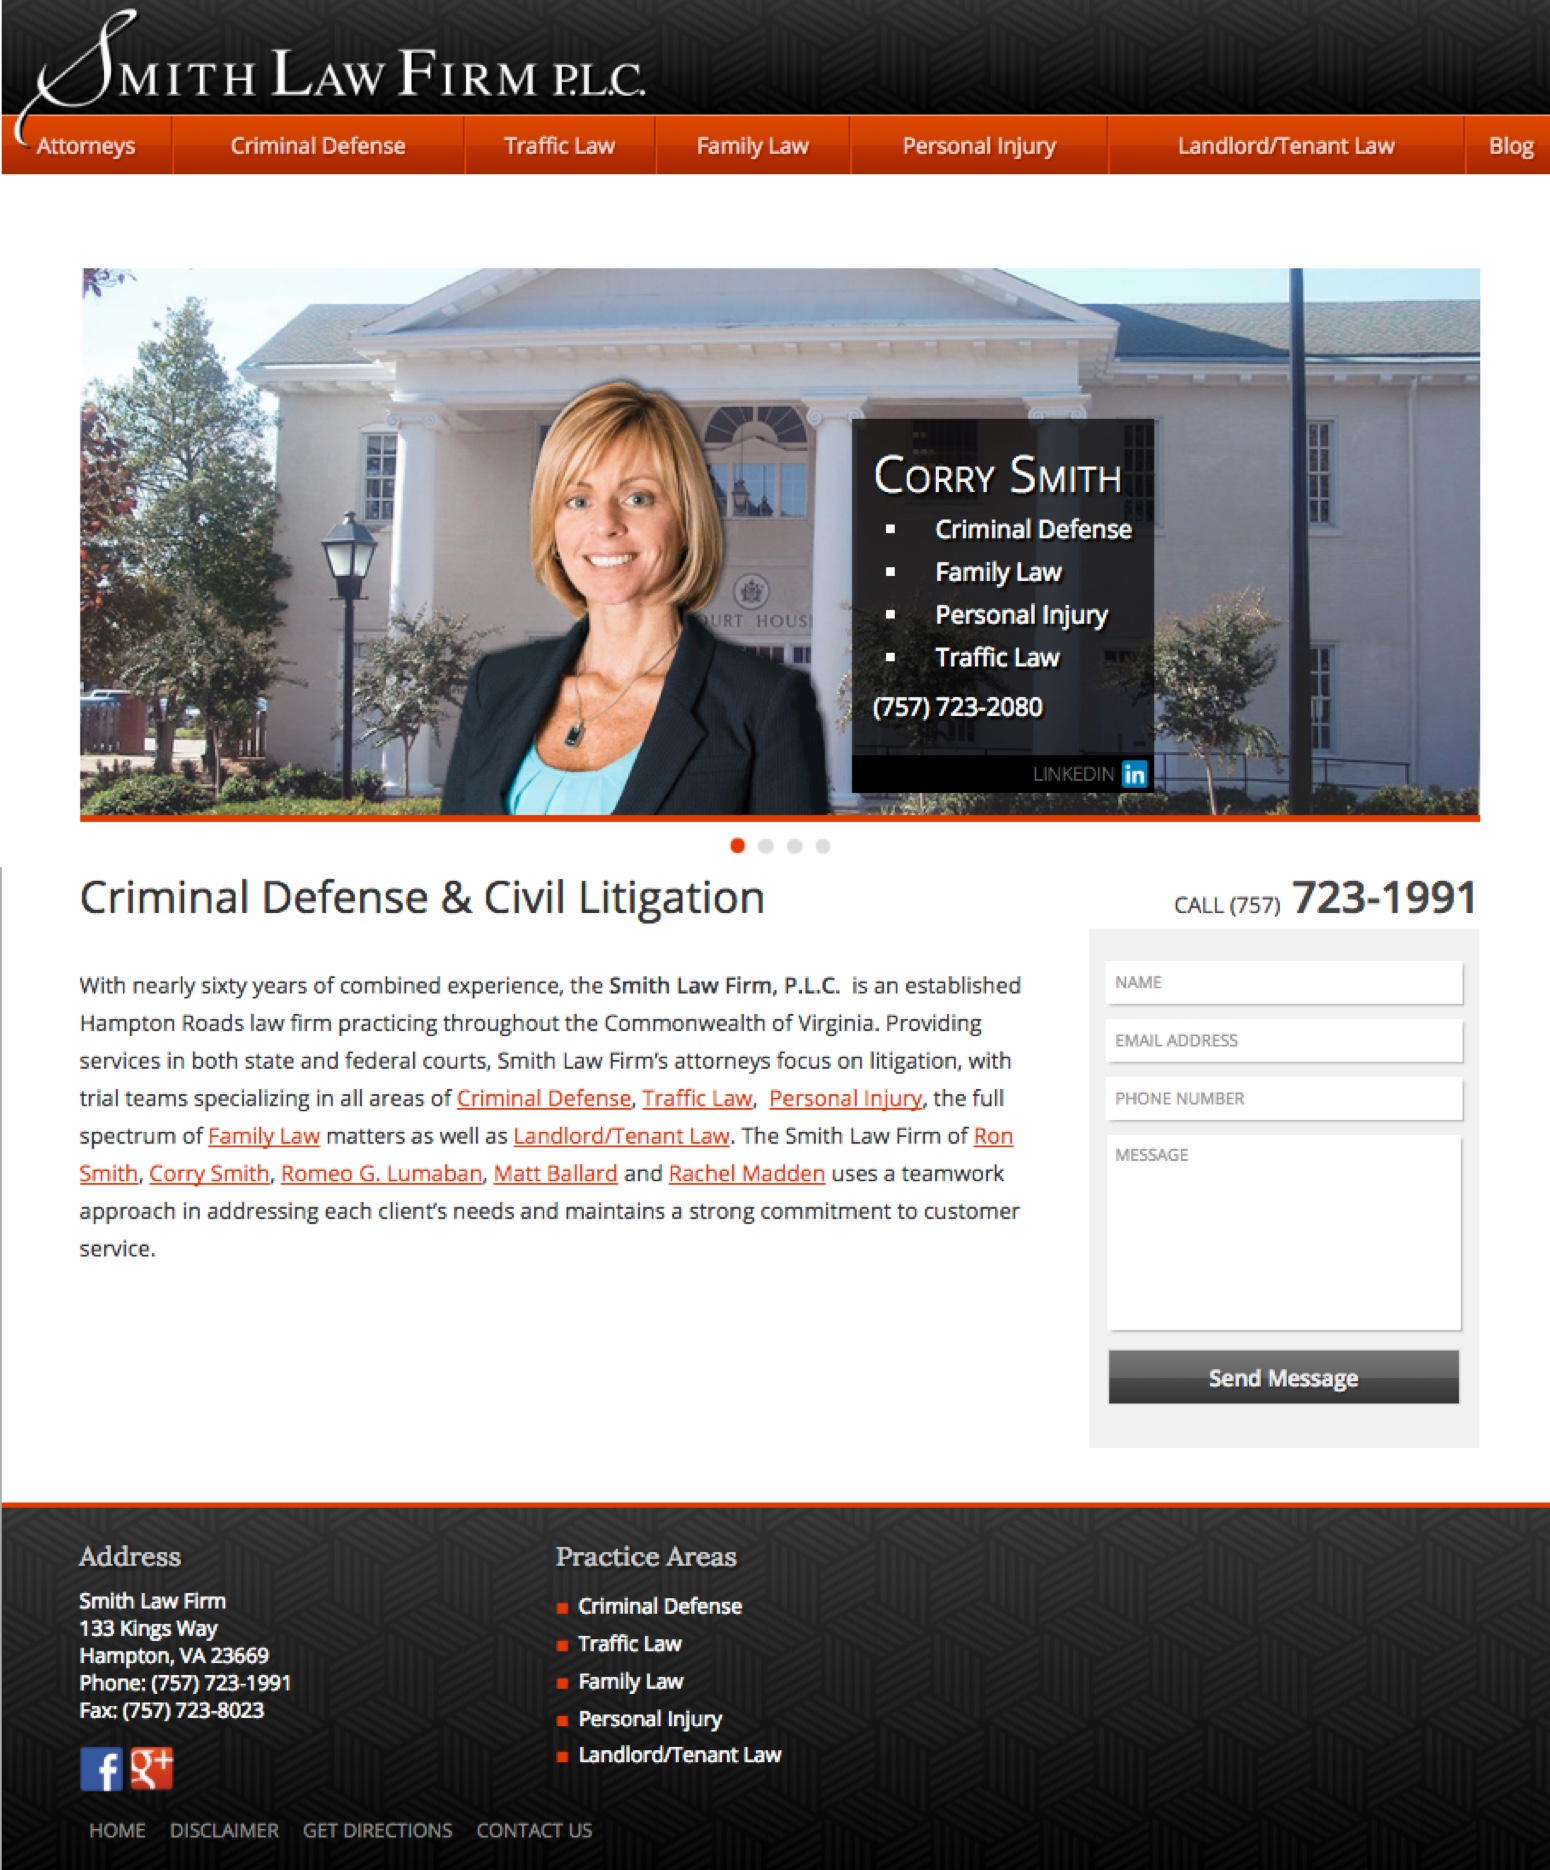 SMITH LAW FIRM P.L.C.
Attorneys
Criminal Defense
Traffic Law
Family Law
Personal Injury
Landlord/Tenant Law
Blog
OURT HOUS
CORRY SMITH
Criminal Defense
Family Law
Personal Injury
Traffic Law
(757) 723-2080
LINKEDIN in
Criminal Defense & Civil Litigation
With nearly sixty years of combined experience, the Smith Law Firm, P.L.C. is an established
Hampton Roads law firm practicing throughout the Commonwealth of Virginia. Providing
services in both state and federal courts, Smith Law Firm's attorneys focus on litigation, with
trial teams specializing in all areas of Criminal Defense, Traffic Law, Personal Injury, the full
spectrum of Family Law matters as well as Landlord/Tenant Law. The Smith Law Firm of Ron
Smith, Corry Smith, Romeo G. Lumaban, Matt Ballard and Rachel Madden uses a teamwork
approach in addressing each client's needs and maintains a strong commitment to customer
service.
CALL (757) 723-1991
NAME
EMAIL ADDRESS
PHONE NUMBER
MESSAGE
Send Message
Address
Smith Law Firm
133 Kings Way
Hampton, VA 23669
Phone: (757) 723-1991
Fax: (757) 723-8023
f g+
Practice Areas
Criminal Defense
Traffic Law
Family Law
Personal Injury
Landlord/Tenant Law
HOME DISCLAIMER GET DIRECTIONS CONTACT US